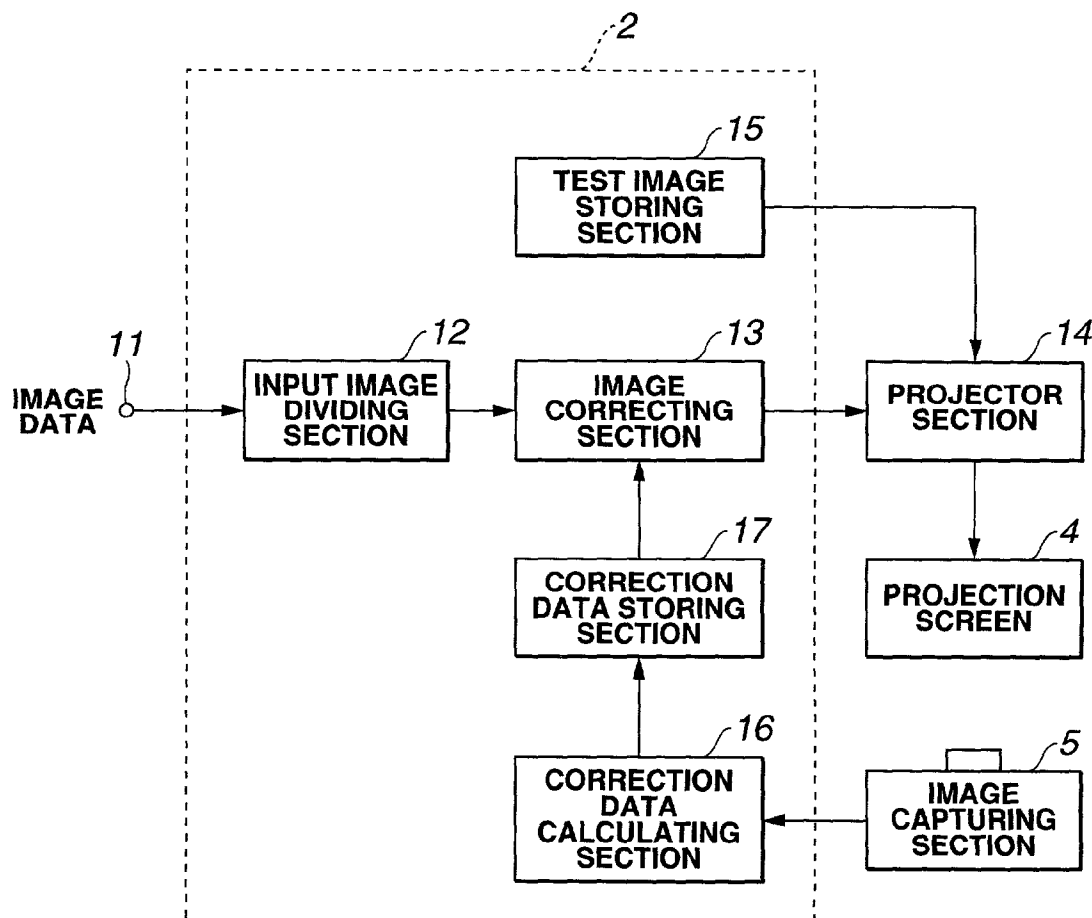 2
15
TEST IMAGE
STORING
SECTION
11
IMAGE
DATA
12
INPUT IMAGE
DIVIDING
SECTION
13
IMAGE
CORRECTING
SECTION
14
PROJECTOR
SECTION
17
CORRECTION
DATA STORING
SECTION
4
PROJECTION
SCREEN
16
CORRECTION
DATA
CALCULATING
SECTION
5
IMAGE
CAPTURING
SECTION